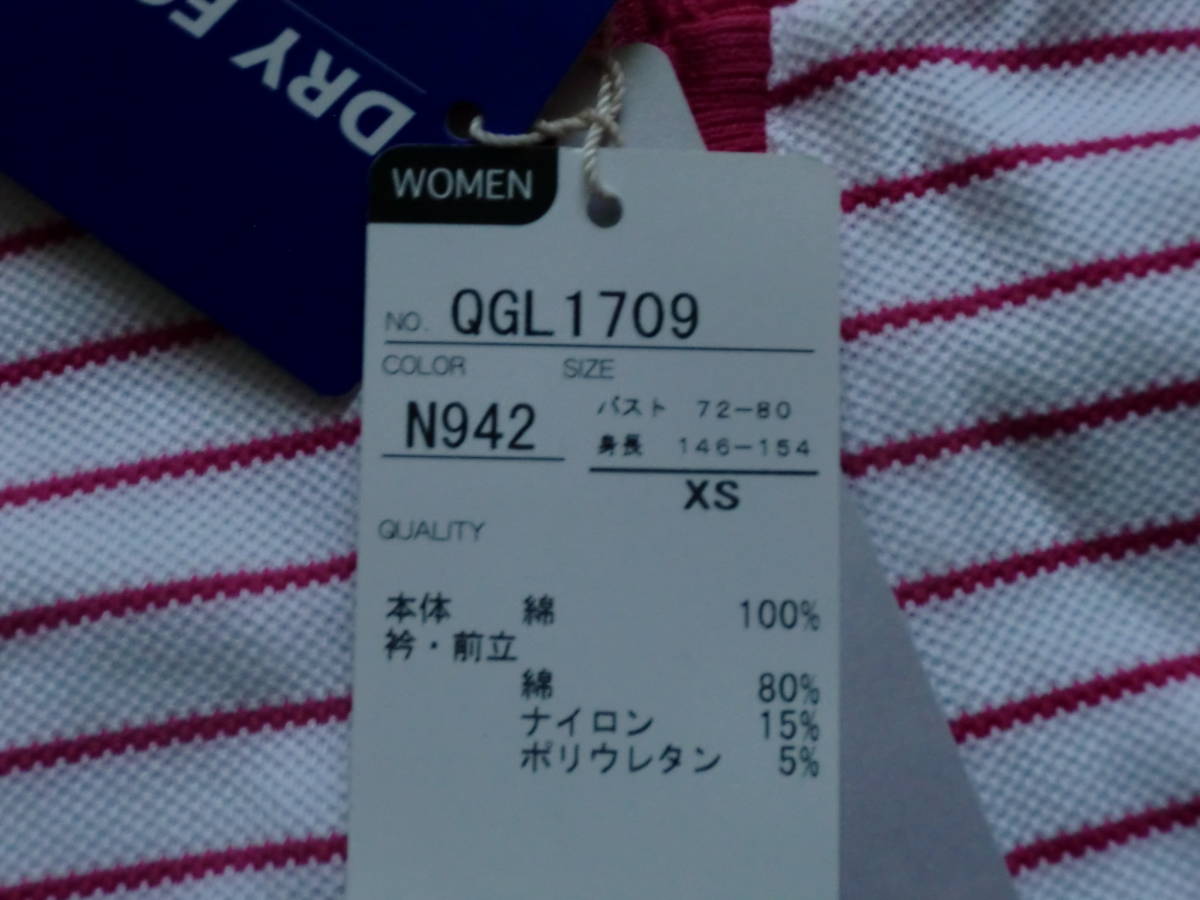 DRY
WOMEN
NO. QGL1709
COLOR SIZE
N942 バスト 72-80
身長 146-154
XS
QUALITY
本体 綿 100%
衿・前立
綿 80%
ナイロン 15%
ポリウレタン 5%